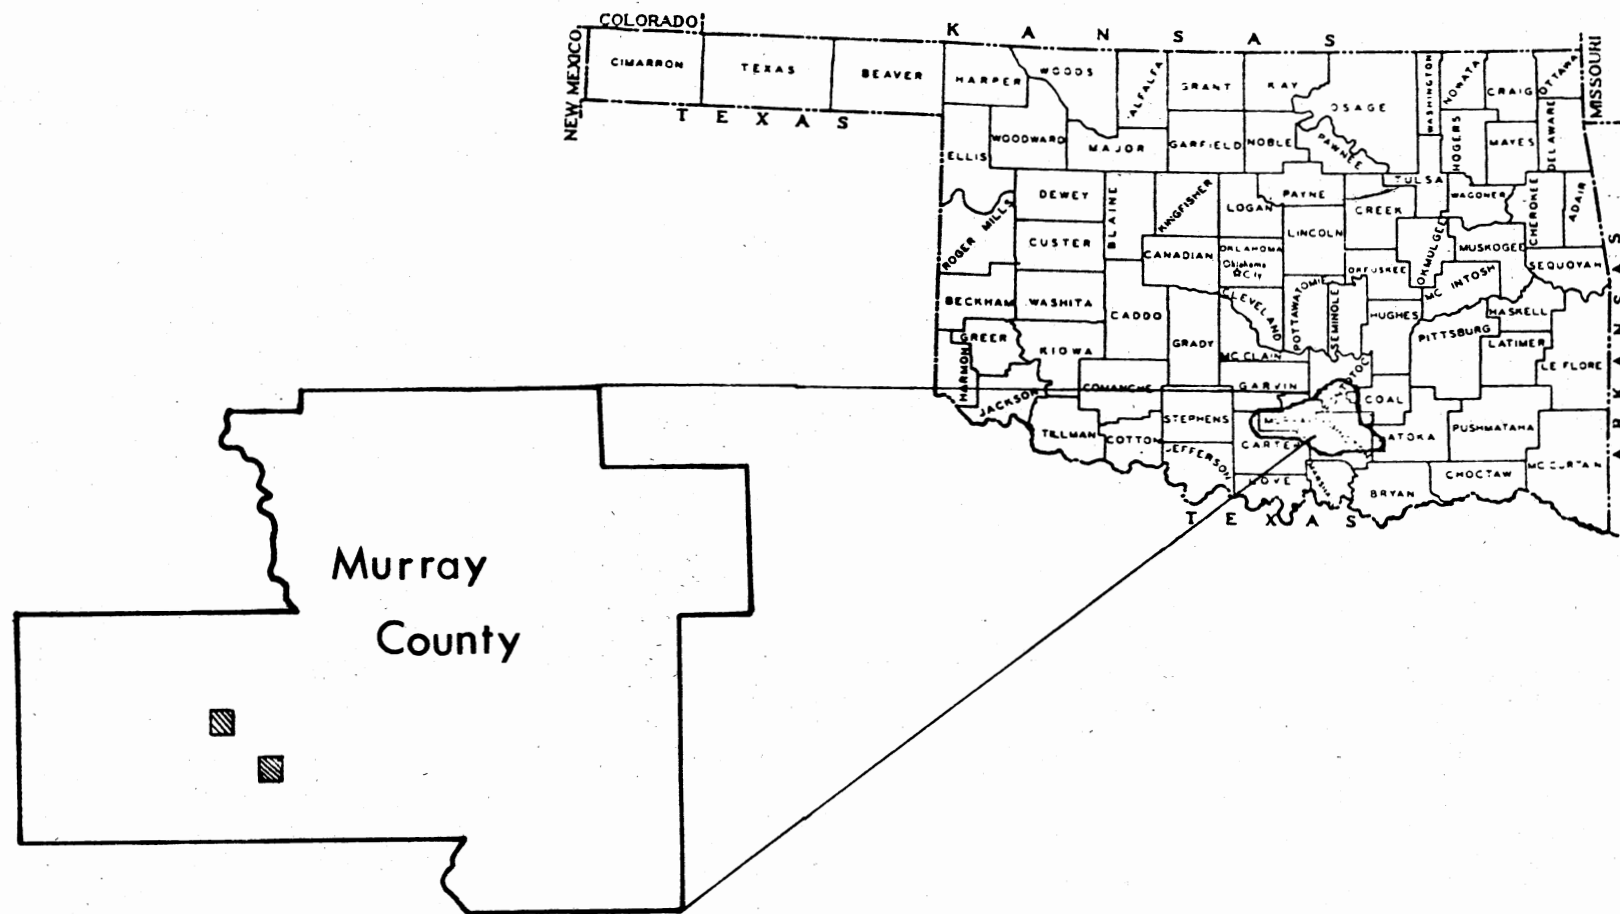 COLORADO
K A N S A S
NEW MEXICO
MISSOURI
CIMARRON
TEXAS
BEAVER
HARPER
WOODS
ALFALFA
GRANT
KAY
OSAGE
WASHINGTON
NOWATA
CRAIG
OTTAWA
T E X A S
ELLIS
WOODWARD
MAJOR
GARFIELD
NOBLE
PAWNEE
ROGERS
MAYES
DELAWARE
TULSA
DEWEY
BLAINE
KINGFISHER
LOGAN
PAYNE
CREEK
WAGONER
CHEROKEE
ADAIR
ROGER MILLS
CUSTER
CANADIAN
OKLAHOMA
Oklahoma
City
LINCOLN
OKFUSKEE
OKMULGEE
MUSKOGEE
MC INTOSH
SEQUOYAH
A R K A N S A S
BECKHAM
WASHITA
CADDO
GRADY
CLEVELAND
POTTAWATOMIE
SEMINOLE
HUGHES
PITTSBURG
HASKELL
LATIMER
LE FLORE
GREER
HARMON
KIOWA
MC CLAIN
COMANCHE
GARVIN
COAL
JACKSON
TILLMAN
COTTON
STEPHENS
JEFFERSON
CARTER
ATOKA
PUSHMATAHA
MC CURTAIN
CHOCTAW
BRYAN
T E X A S
Murray
County